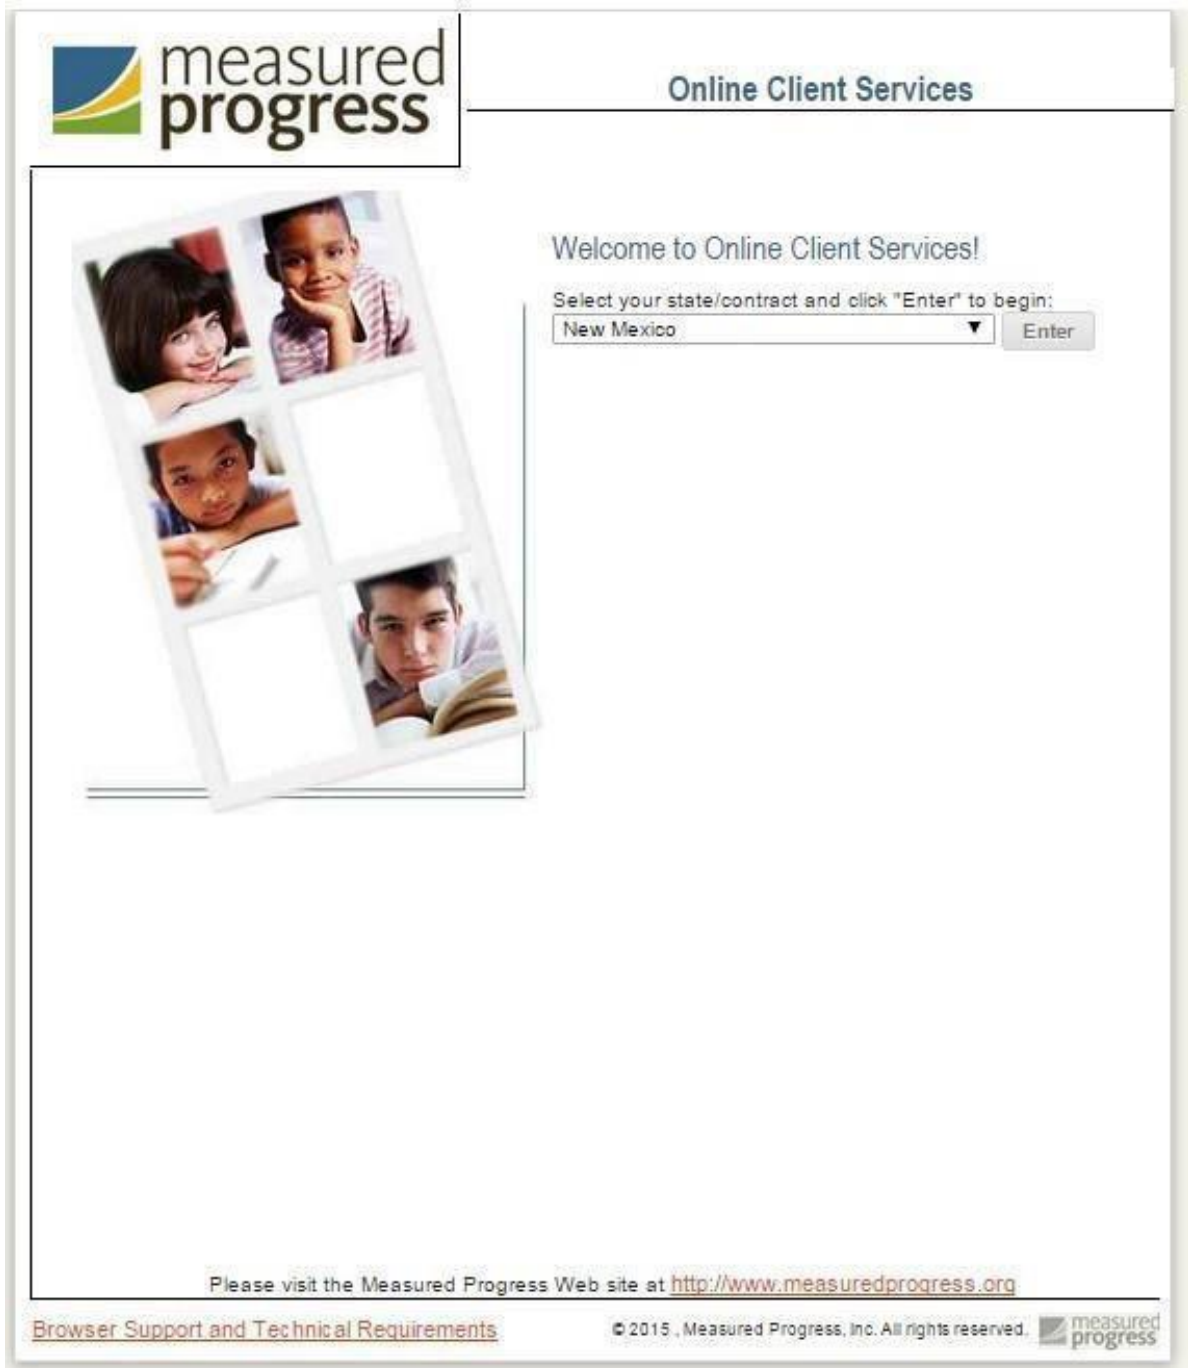 measured
progress
Online Client Services
Welcome to Online Client Services!
Select your state/contract and click "Enter" to begin:
New Mexico
Enter
Please visit the Measured Progress Web site at http://www.measuredprogress.org
Browser Support and Technical Requirements
© 2015 , Measured Progress, Inc. All rights reserved.
measured
progress